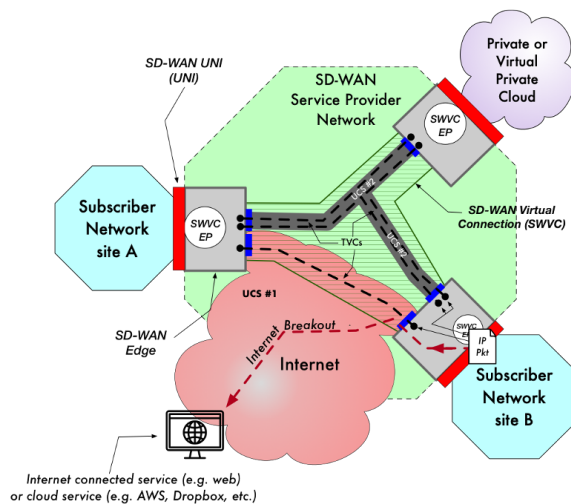 SD-WAN UNI
(UNI)
SD-WAN
Service Provider
Network
Private or
Virtual
Private
Cloud
SWVC
EP
UCS #2
Subscriber
Network
site A
SWVC
EP
TVCs
UCS #2
SD-WAN Virtual
Connection (SWVC)
UCS #1
SD-WAN
Edge
Internet Breakout
Internet
SWVC
EP
IP
Pkt
Subscriber
Network
site B
Internet connected service (e.g. web)
or cloud service (e.g. AWS, Dropbox, etc.)